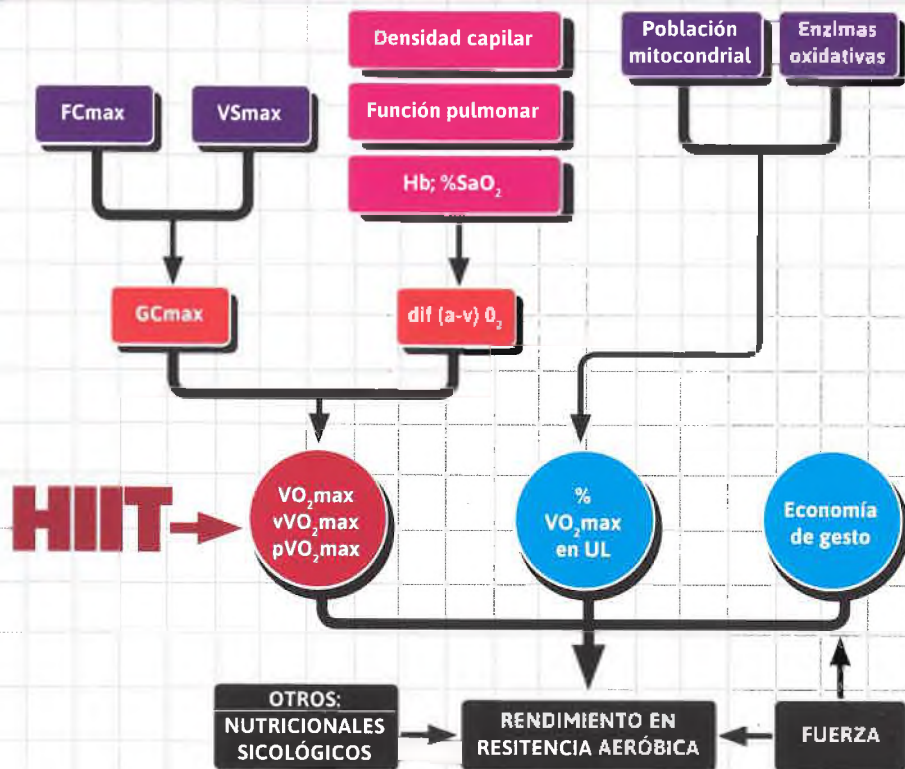 Densidad capilar
Población
mitocondrial
Enzimas
oxidativas
FCmax
VSmax
Función pulmonar
Hb; %SaO₂
GCmax
dif (a-v) 0₂
HIIT
VO₂max
vVO₂max
pVO₂max
%
VO₂max
en UL
Economía
de gesto
OTROS:
NUTRICIONALES
SICOLÓGICOS
RENDIMIENTO EN
RESITENCIA AERÓBICA
FUERZA